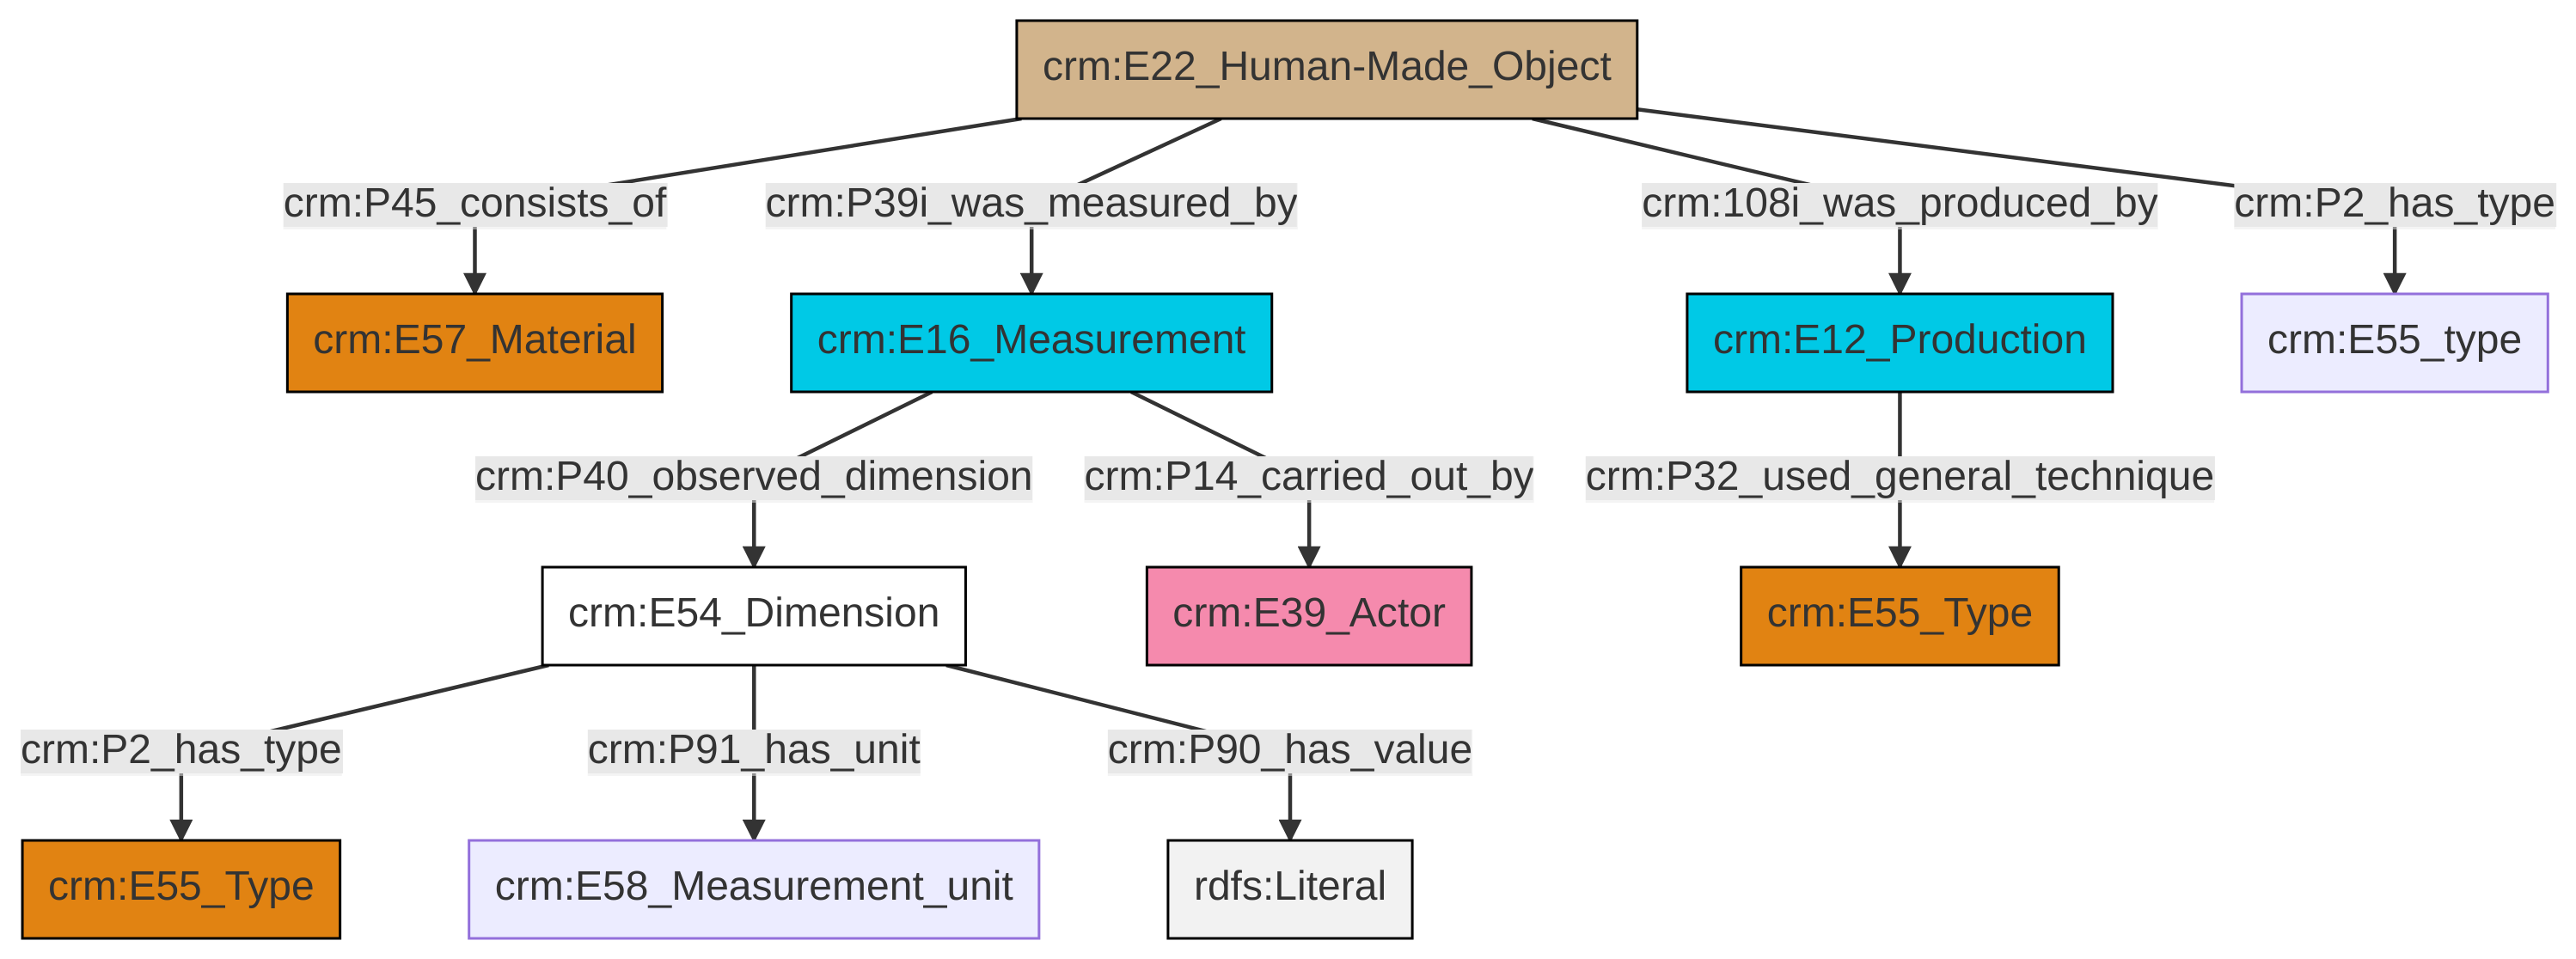 crm:E22_Human-Made_Object
crm:P45_consists_of
crm:P39i_was_measured_by
crm:108i_was_produced_by
crm:P2_has_type
crm:E57_Material
crm:E16_Measurement
crm:E12_Production
crm:E55_type
crm:P40_observed_dimension
crm:P14_carried_out_by
crm:P32_used_general_technique
crm:E54_Dimension
crm:E39_Actor
crm:E55_Type
crm:P2_has_type
crm:P91_has_unit
crm:P90_has_value
crm:E55_Type
crm:E58_Measurement_unit
rdfs:Literal